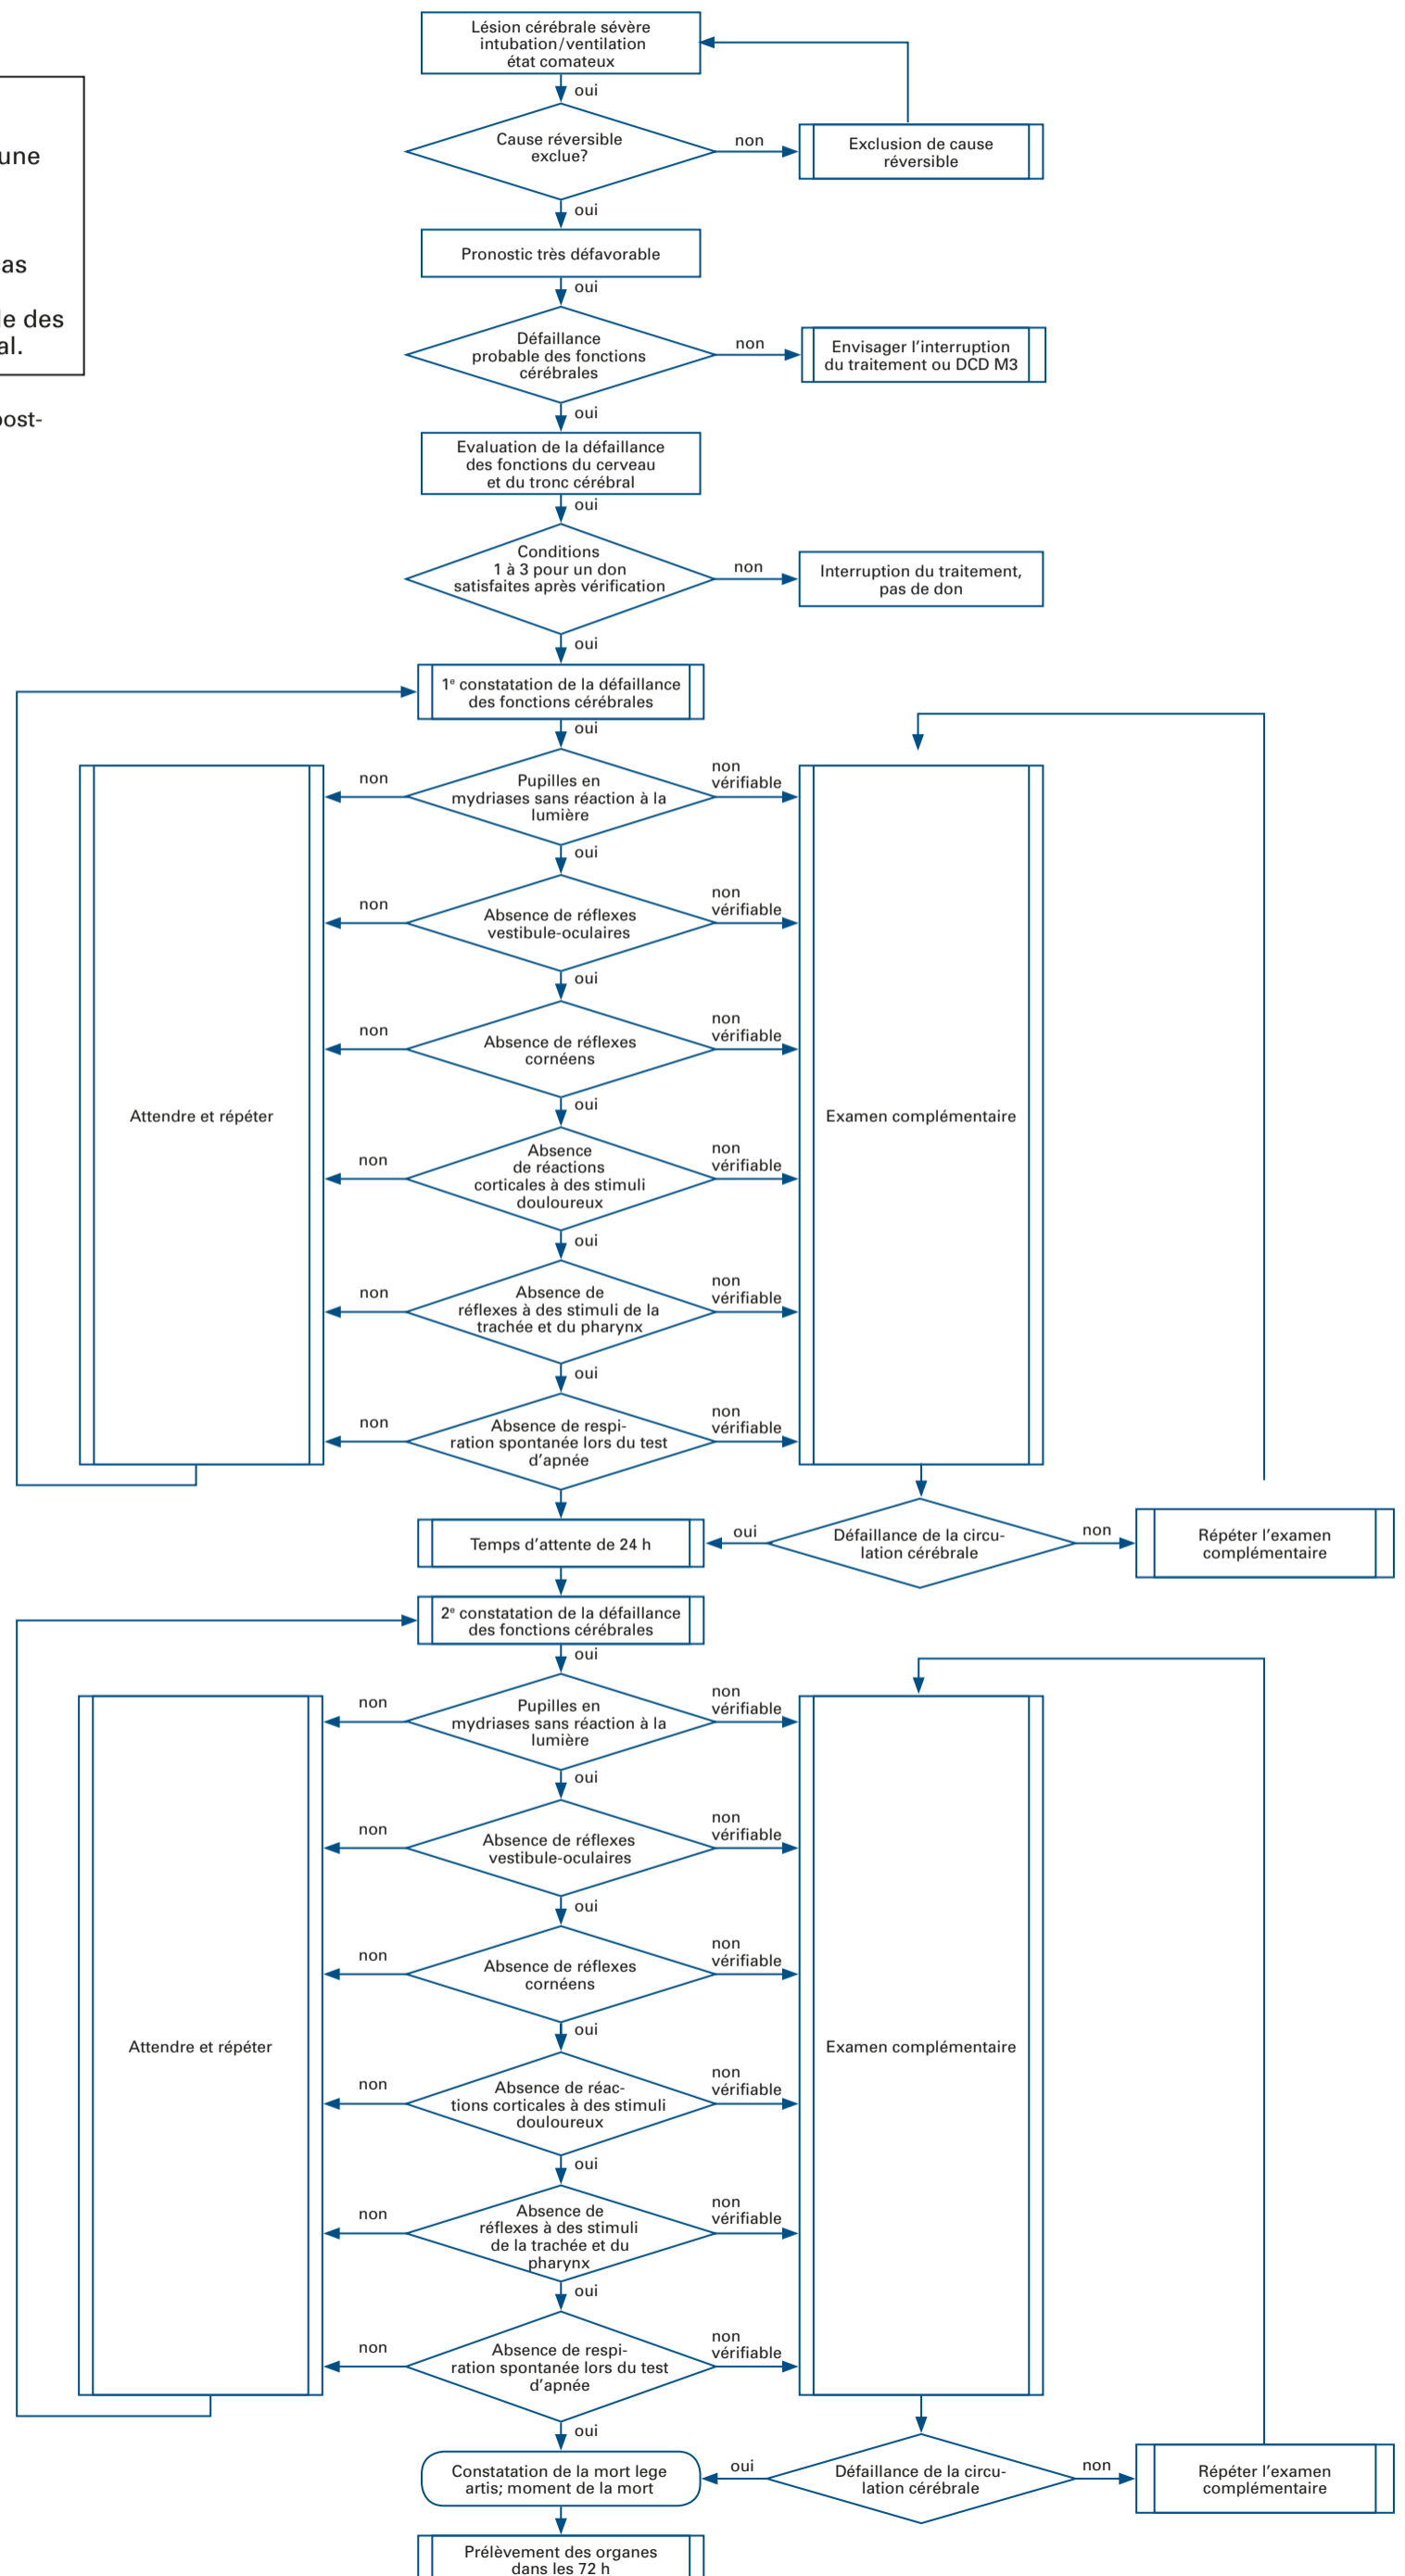 Lésion cérébrale sévère
intubation/ventilation
état comateux
oui
une
as
le des
al.
post-
Cause réversible
exclue?
non
Exclusion de cause
réversible
oui
Pronostic très défavorable
oui
Défaillance
probable des fonctions
cérébrales
non
Envisager l'interruption
du traitement ou DCD M3
oui
Evaluation de la défaillance
des fonctions du cerveau
et du tronc cérébral
oui
Conditions
1 à 3 pour un don
satisfaites après vérification
non
Interruption du traitement,
pas de don
oui
1e constatation de la défaillance
des fonctions cérébrales
oui
non
Pupilles en
mydriases sans réaction à la
lumière
non
vérifiable
oui
non
Absence de réflexes
vestibule-oculaires
non
vérifiable
oui
non
Absence de réflexes
cornéens
non
vérifiable
oui
Attendre et répéter
Examen complémentaire
non
Absence
de réactions
corticales à des stimuli
douloureux
non
vérifiable
oui
non
Absence de
réflexes à des stimuli de la
trachée et du pharynx
non
vérifiable
oui
non
Absence de respi-
ration spontanée lors du test
d'apnée
non
vérifiable
Temps d'attente de 24 h
oui
Défaillance de la circu-
lation cérébrale
non
Répéter l'examen
complémentaire
2e constatation de la défaillance
des fonctions cérébrales
oui
non
Pupilles en
mydriases sans réaction à la
lumière
non
vérifiable
oui
non
Absence de réflexes
vestibule-oculaires
non
vérifiable
oui
non
Absence de réflexes
cornéens
non
vérifiable
oui
Attendre et répéter
Examen complémentaire
non
Absence de réac-
tions corticales à des stimuli
douloureux
non
vérifiable
oui
non
Absence de
réflexes à des stimuli
de la trachée et du
pharynx
non
vérifiable
oui
non
Absence de respi-
ration spontanée lors du test
d'apnée
non
vérifiable
oui
Constatation de la mort lege
artis; moment de la mort
oui
Défaillance de la circu-
lation cérébrale
non
Répéter l'examen
complémentaire
Prélèvement des organes
dans les 72 h